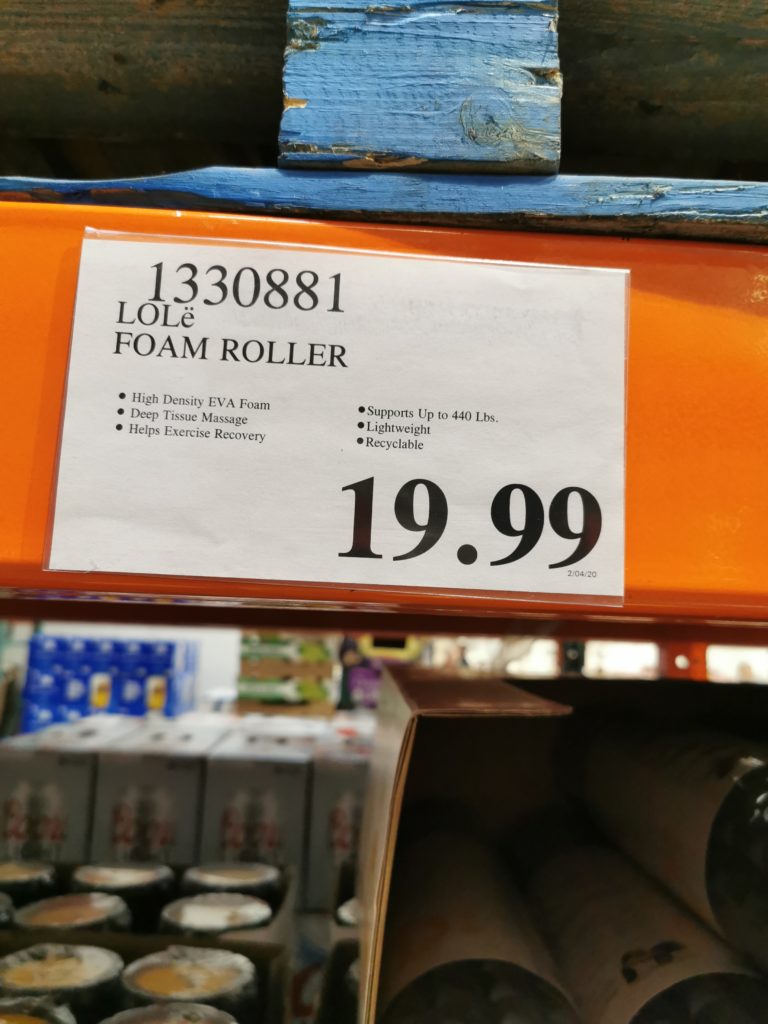 1330881
LOLë
FOAM ROLLER
• High Density EVA Foam
• Deep Tissue Massage
• Helps Exercise Recovery
• Supports Up to 440 Lbs.
• Lightweight
• Recyclable
19.99
2/04/20